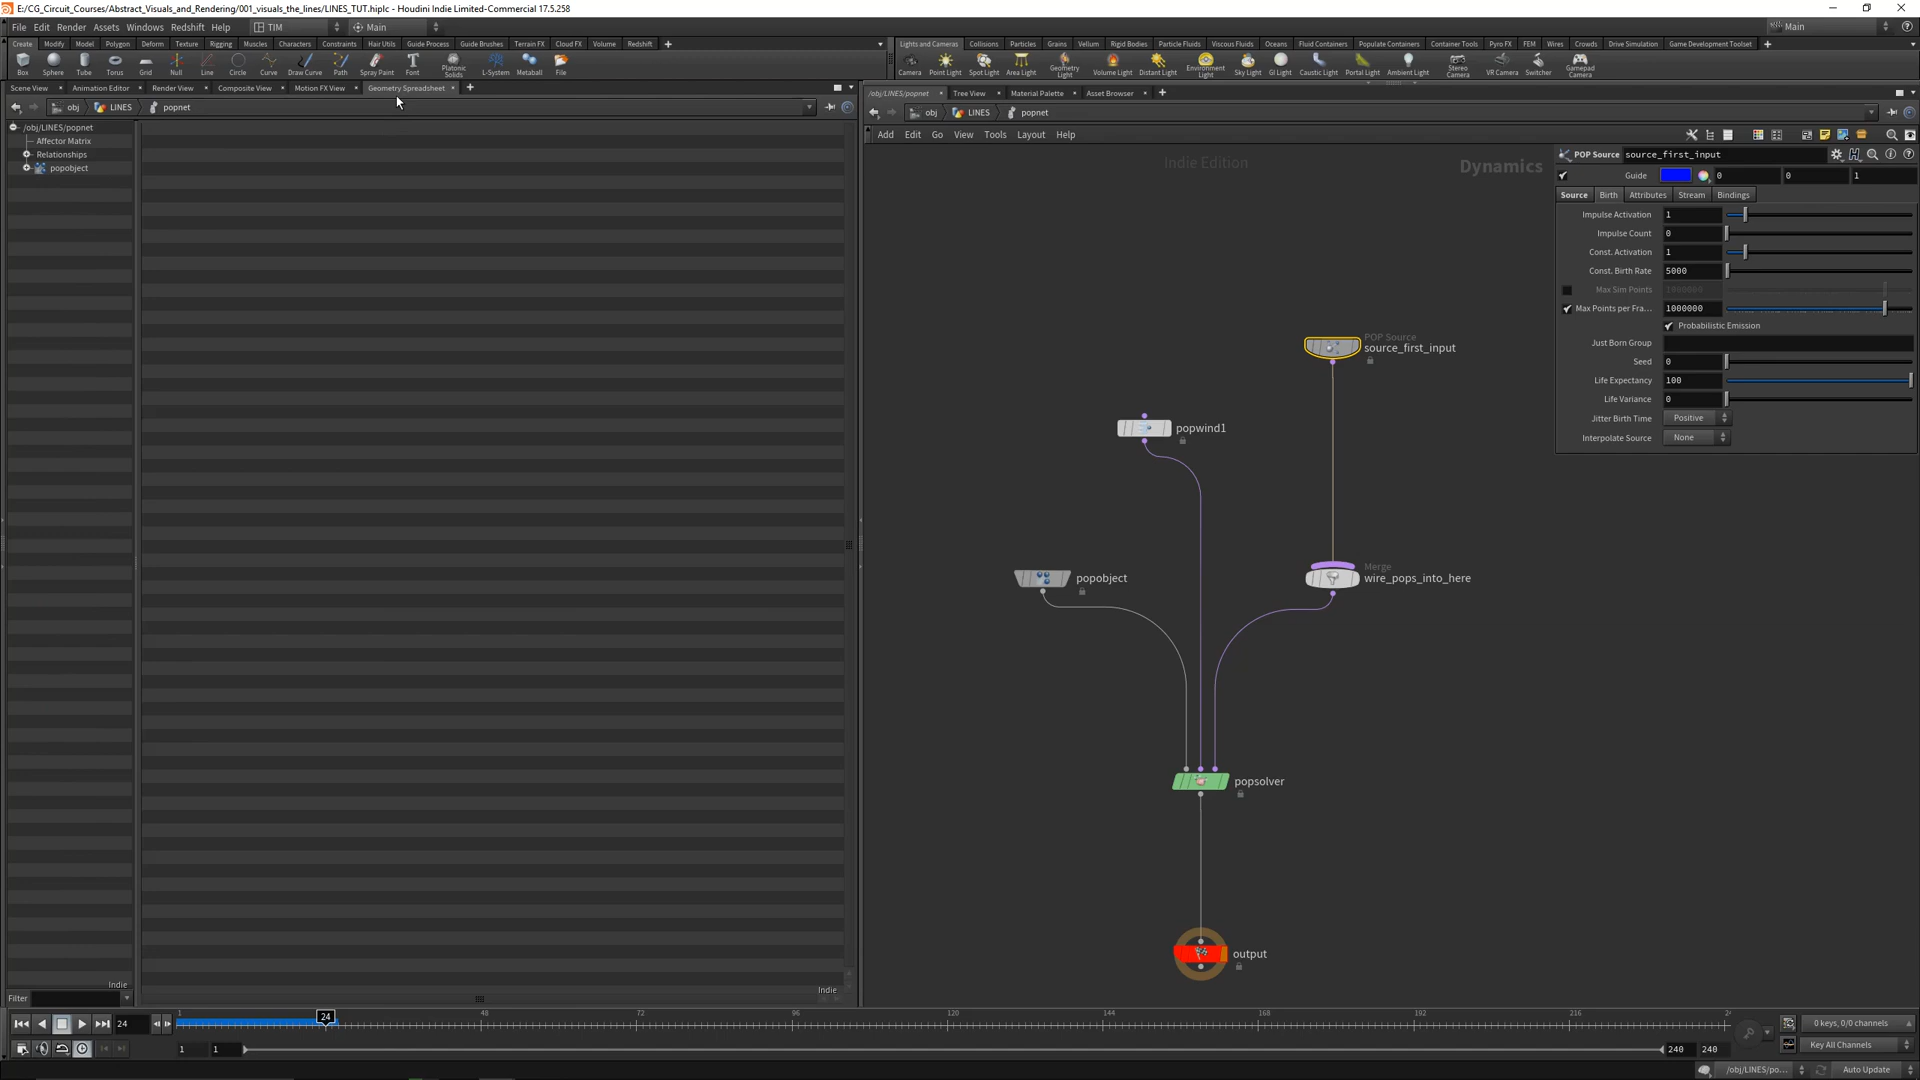 E:/CG_Circuit_Courses/Abstract_Visuals_and_Rendering/001_visuals_the_lines/LINES_TUT.hiplc - Houdini Indie Limited-Commercial 17.5.258
File Edit Render Assets Windows Redshift Help TIM Main Main
Create Modify Model Polygon Deform Texture Rigging Muscles Characters Constraints Hair Utils Guide Process Guide Brushes Terrain FX Cloud FX Volume Redshift
Lights and Cameras Collisions Particles Grains Vellum Rigid Bodies Particle Fluids Viscous Fluids Oceans Fluid Containers Populate Containers Container Tools Pyro FX FEM Wires Crowds Drive Simulation Game Development Toolset
Box Sphere Tube Torus Grid Null Line Circle Curve Draw Curve Path Spray Paint Font Platonic Solids L-System Metaball File
Camera Point Light Spot Light Area Light Geometry Light Volume Light Distant Light Environment Light Sky Light GI Light Caustic Light Portal Light Ambient Light Stereo Camera VR Camera Switcher Gamepad Camera
Scene View Animation Editor Render View Composite View Motion FX View Geometry Spreadsheet
/obj/LINES/popnet Tree View Material Palette Asset Browser
obj LINES popnet
obj LINES popnet
/obj/LINES/popnet
Affector Matrix
Relationships
popobject
Add Edit Go View Tools Layout Help
Indie Edition
Dynamics
POP Source source_first_input
Guide 0 0 1
Source Birth Attributes Stream Bindings
Impulse Activation 1
Impulse Count 0
Const. Activation 1
Const. Birth Rate 5000
Max Sim Points 1000000
Max Points per Fra... 1000000
Probabilistic Emission
Just Born Group
Seed 0
Life Expectancy 100
Life Variance 0
Jitter Birth Time Positive
Interpolate Source None
POP Source
source_first_input
popwind1
popobject
Merge
wire_pops_into_here
popsolver
output
Indie
Indie
Filter
24
1 24 48 72 96 120 144 168 192 216 2
0 keys, 0/0 channels
1 1 240 240
Key All Channels
/obj/LINES/po... Auto Update